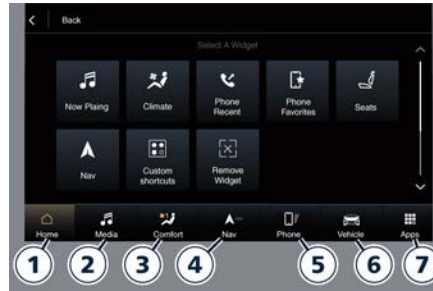 Back
Select A Widget
Now Plaing
Climate
Phone
Recent
Phone
Favorites
Seats
Nav
Custom
shortcuts
Remove
Widget
Home
Media
Comfort
Nav
Phone
Vehicle
Apps
1
2
3
4
5
6
7